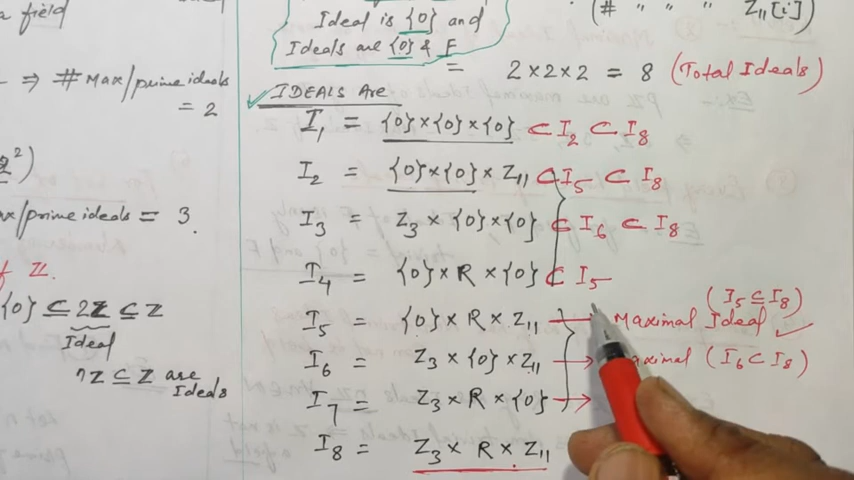 a field
⇒ # Max/prime ideals
= 2
²)
ax/prime ideals = 3.
of Z.
{0} ⊆ 2Z ⊆ Z
Ideal
nZ ⊆ Z are
Ideals
Ideal is {0} and
Ideals are {0} & F
(# " " " Z₁₁[i])
= 2×2×2 = 8 (Total Ideals)
✓ IDEALS Are
I₁ = {0}×{0}×{0} ⊂ I₂ ⊂ I₈
I₂ = {0}×{0}×Z₁₁ ⊂ I₅ ⊂ I₈
I₃ = Z₃×{0}×{0} ⊂ I₆ ⊂ I₈
I₄ = {0}×R×{0} ⊂ I₅
(I₅ ⊆ I₈)
I₅ = {0}×R×Z₁₁ → Maximal Ideal ✓
I₆ = Z₃×{0}×Z₁₁ → Maximal (I₆ ⊂ I₈)
I₇ = Z₃×R×{0} →
I₈ = Z₃×R×Z₁₁